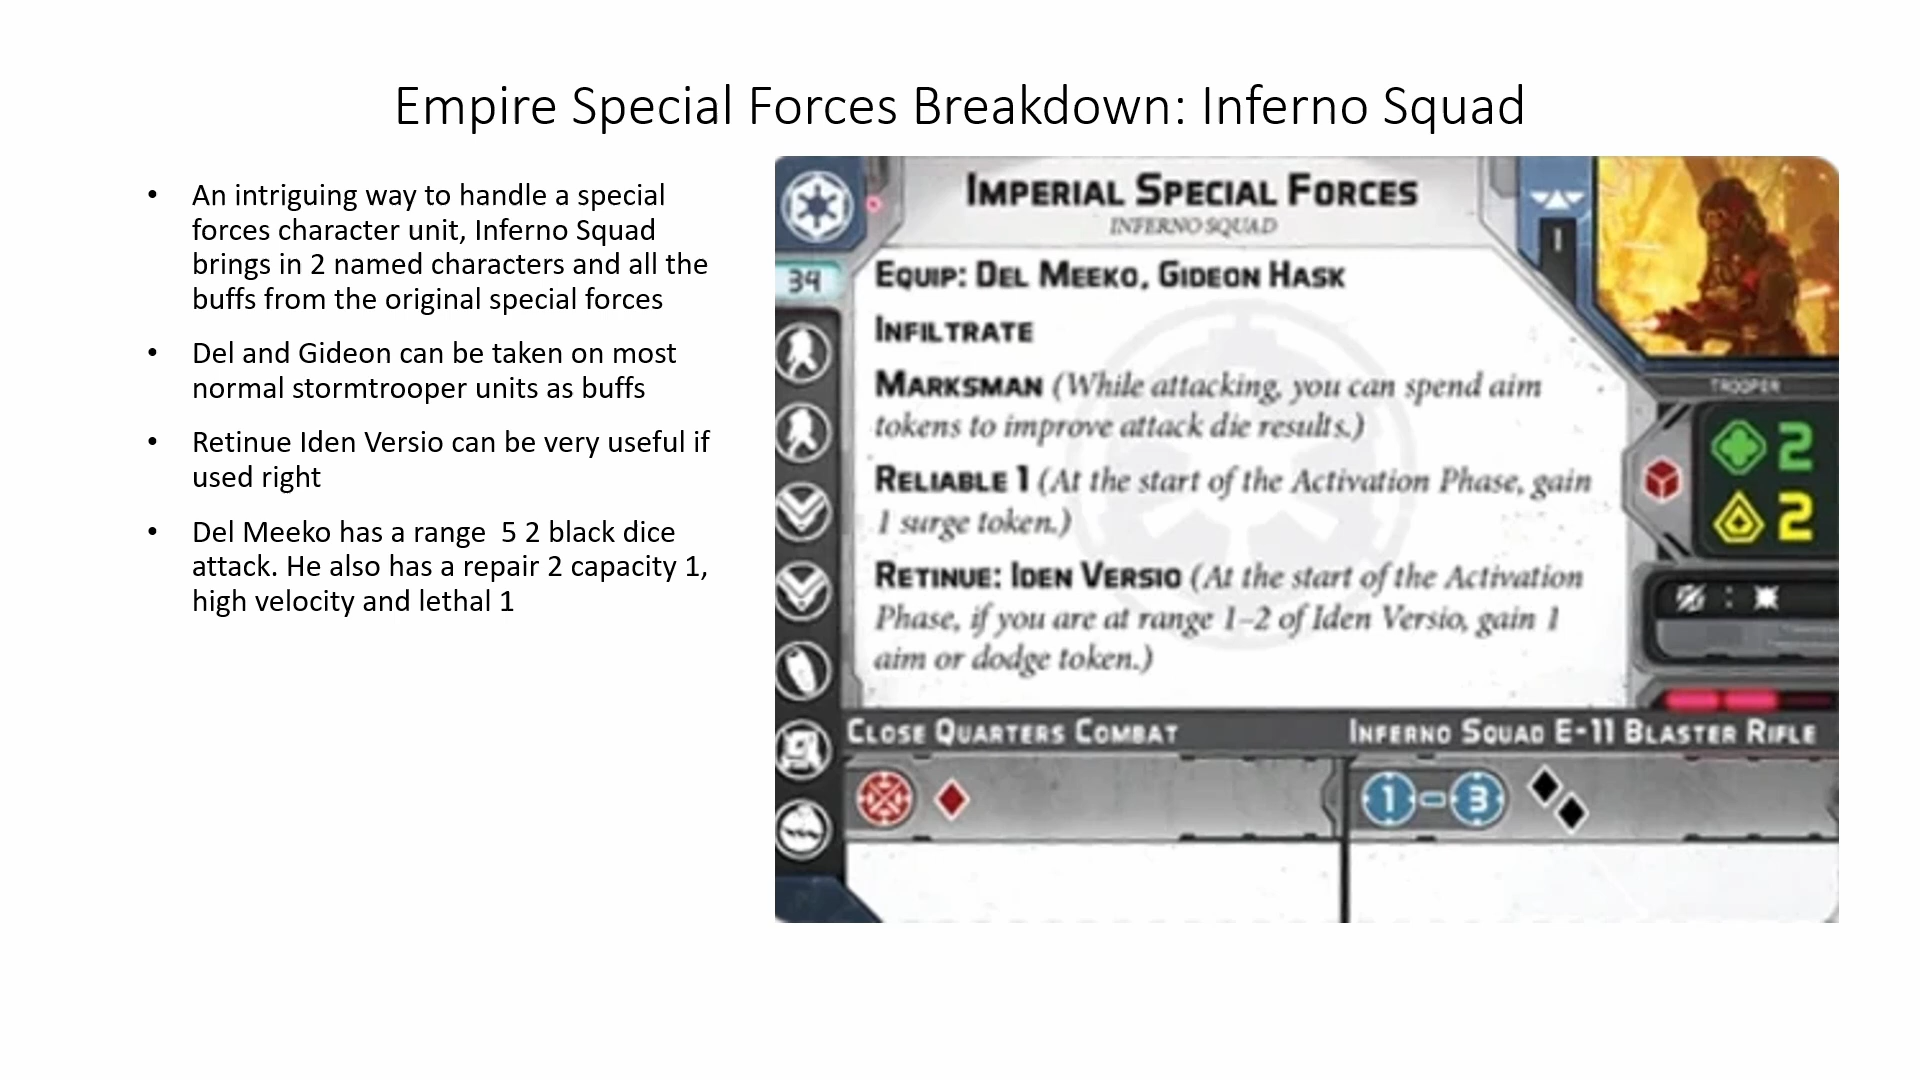 Empire Special Forces Breakdown: Inferno Squad
• An intriguing way to handle a special
forces character unit, Inferno Squad
brings in 2 named characters and all the
buffs from the original special forces
• Del and Gideon can be taken on most
normal stormtrooper units as buffs
• Retinue Iden Versio can be very useful if
used right
• Del Meeko has a range  5 2 black dice
attack. He also has a repair 2 capacity 1,
high velocity and lethal 1
IMPERIAL SPECIAL FORCES
INFERNO SQUAD
1
34
EQUIP: DEL MEEKO, GIDEON HASK
INFILTRATE
MARKSMAN (While attacking, you can spend aim
tokens to improve attack die results.)
RELIABLE 1 (At the start of the Activation Phase, gain
1 surge token.)
RETINUE: IDEN VERSIO (At the start of the Activation
Phase, if you are at range 1–2 of Iden Versio, gain 1
aim or dodge token.)
TROOPER
2
2
:
CLOSE QUARTERS COMBAT
INFERNO SQUAD E-11 BLASTER RIFLE
1-3